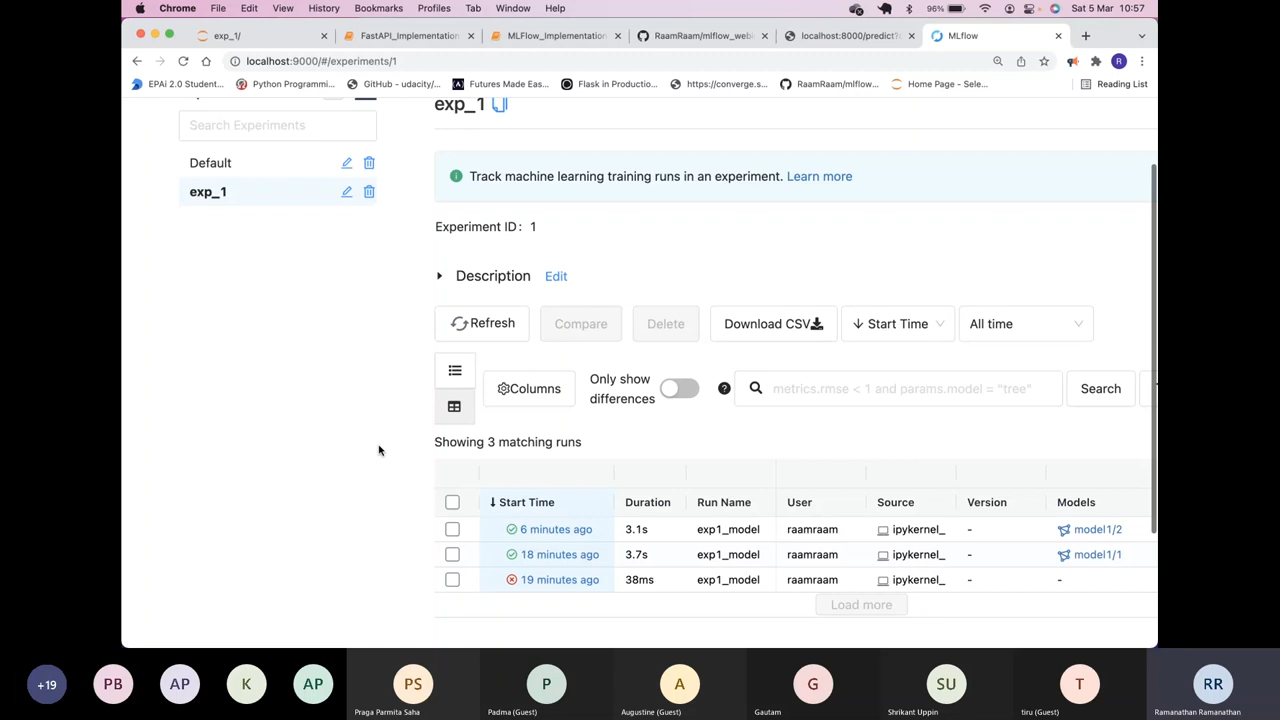 Chrome File Edit View History Bookmarks Profiles Tab Window Help 96% Sat 5 Mar 10:57
exp_1/ FastAPI_Implementation MLFlow_Implementation RaamRaam/mlflow_web localhost:8000/predict? MLflow
localhost:9000/#/experiments/1 R
EPAi 2.0 Student... Python Programmi... GitHub - udacity/... Futures Made Eas... Flask in Production... https://converge.s... RaamRaam/mlflow... Home Page - Sele... Reading List
exp_1
Search Experiments
Default
exp_1
Track machine learning training runs in an experiment. Learn more
Experiment ID: 1
Description Edit
Refresh Compare Delete Download CSV Start Time All time
Columns Only show differences metrics.rmse < 1 and params.model = "tree" Search
Showing 3 matching runs
Start Time Duration Run Name User Source Version Models
6 minutes ago 3.1s exp1_model raamraam ipykernel_ - model1/2
18 minutes ago 3.7s exp1_model raamraam ipykernel_ - model1/1
19 minutes ago 38ms exp1_model raamraam ipykernel_ - -
Load more
+19 PB AP K AP PS P A G SU T RR
Praga Parmita Saha Padma (Guest) Augustine (Guest) Gautam Shrikant Uppin tiru (Guest) Ramanathan Ramanathan